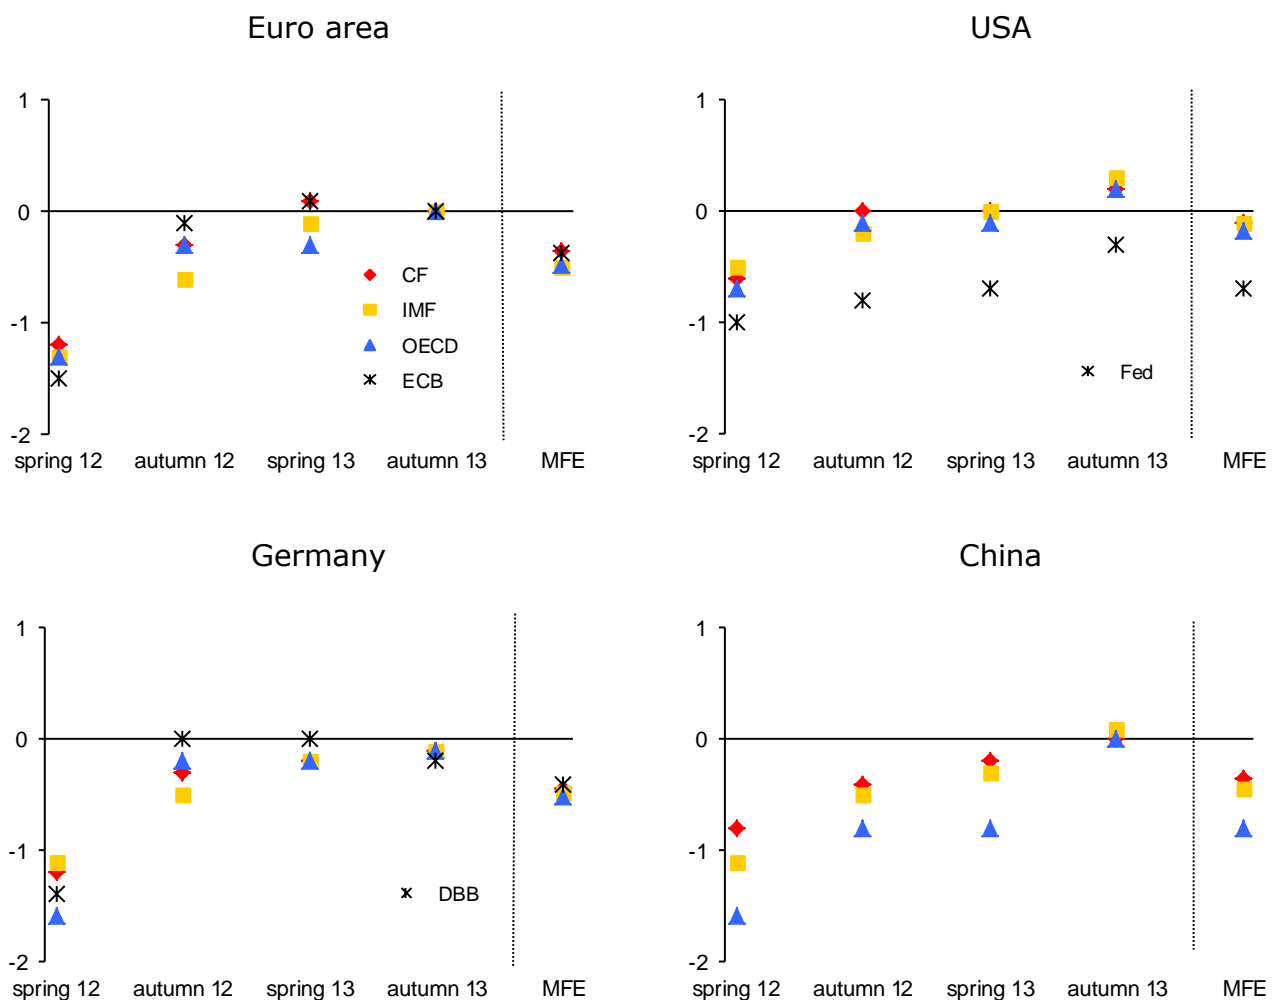 Euro area
1
0
-1
-2
CF
IMF
OECD
ECB
spring 12 autumn 12 spring 13 autumn 13 MFE
USA
1
0
-1
-2
Fed
spring 12 autumn 12 spring 13 autumn 13 MFE
Germany
1
0
-1
-2
DBB
spring 12 autumn 12 spring 13 autumn 13 MFE
China
1
0
-1
-2
spring 12 autumn 12 spring 13 autumn 13 MFE